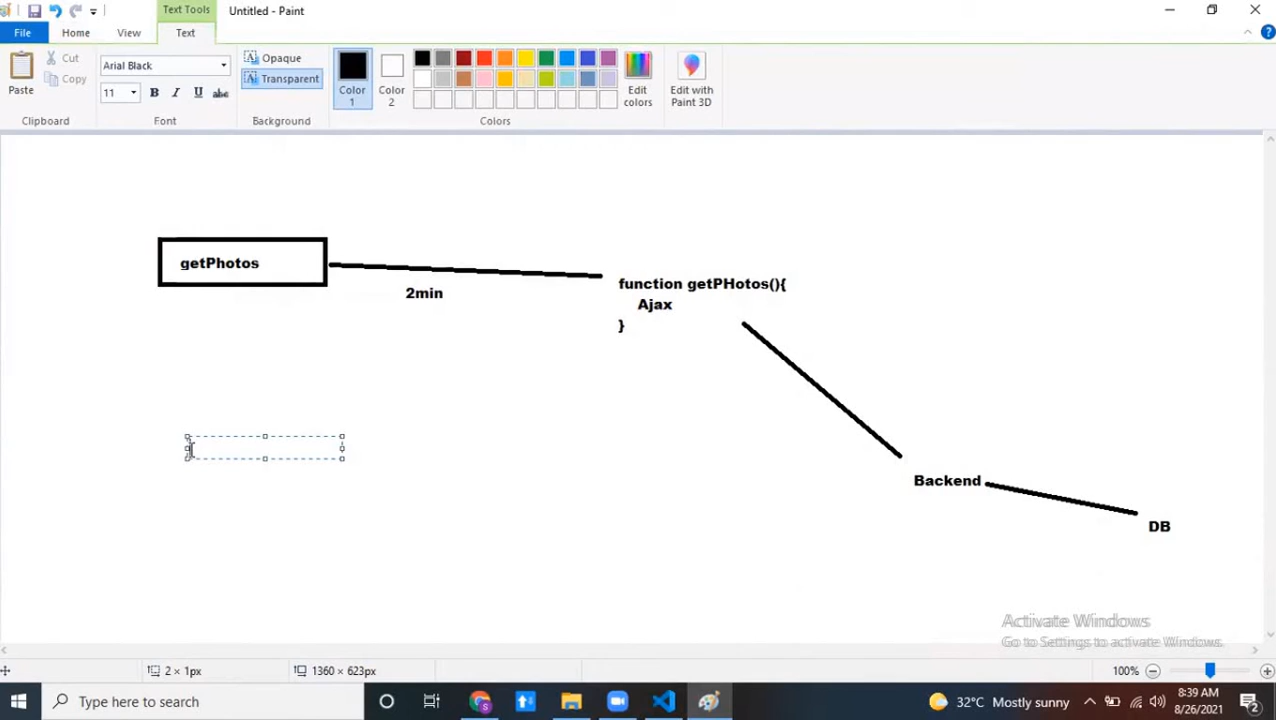 Text Tools
Untitled - Paint
File
Home
View
Text
Paste
Cut
Copy
Clipboard
Arial Black
11
B I U abc
Font
Opaque
Transparent
Background
Color 1
Color 2
Edit colors
Colors
Edit with Paint 3D
getPhotos
2min
function getPHotos(){
Ajax
}
Backend
DB
Activate Windows
Go to Settings to activate Windows.
2 × 1px
1360 × 623px
100%
Type here to search
32°C Mostly sunny
8:39 AM
8/26/2021
2